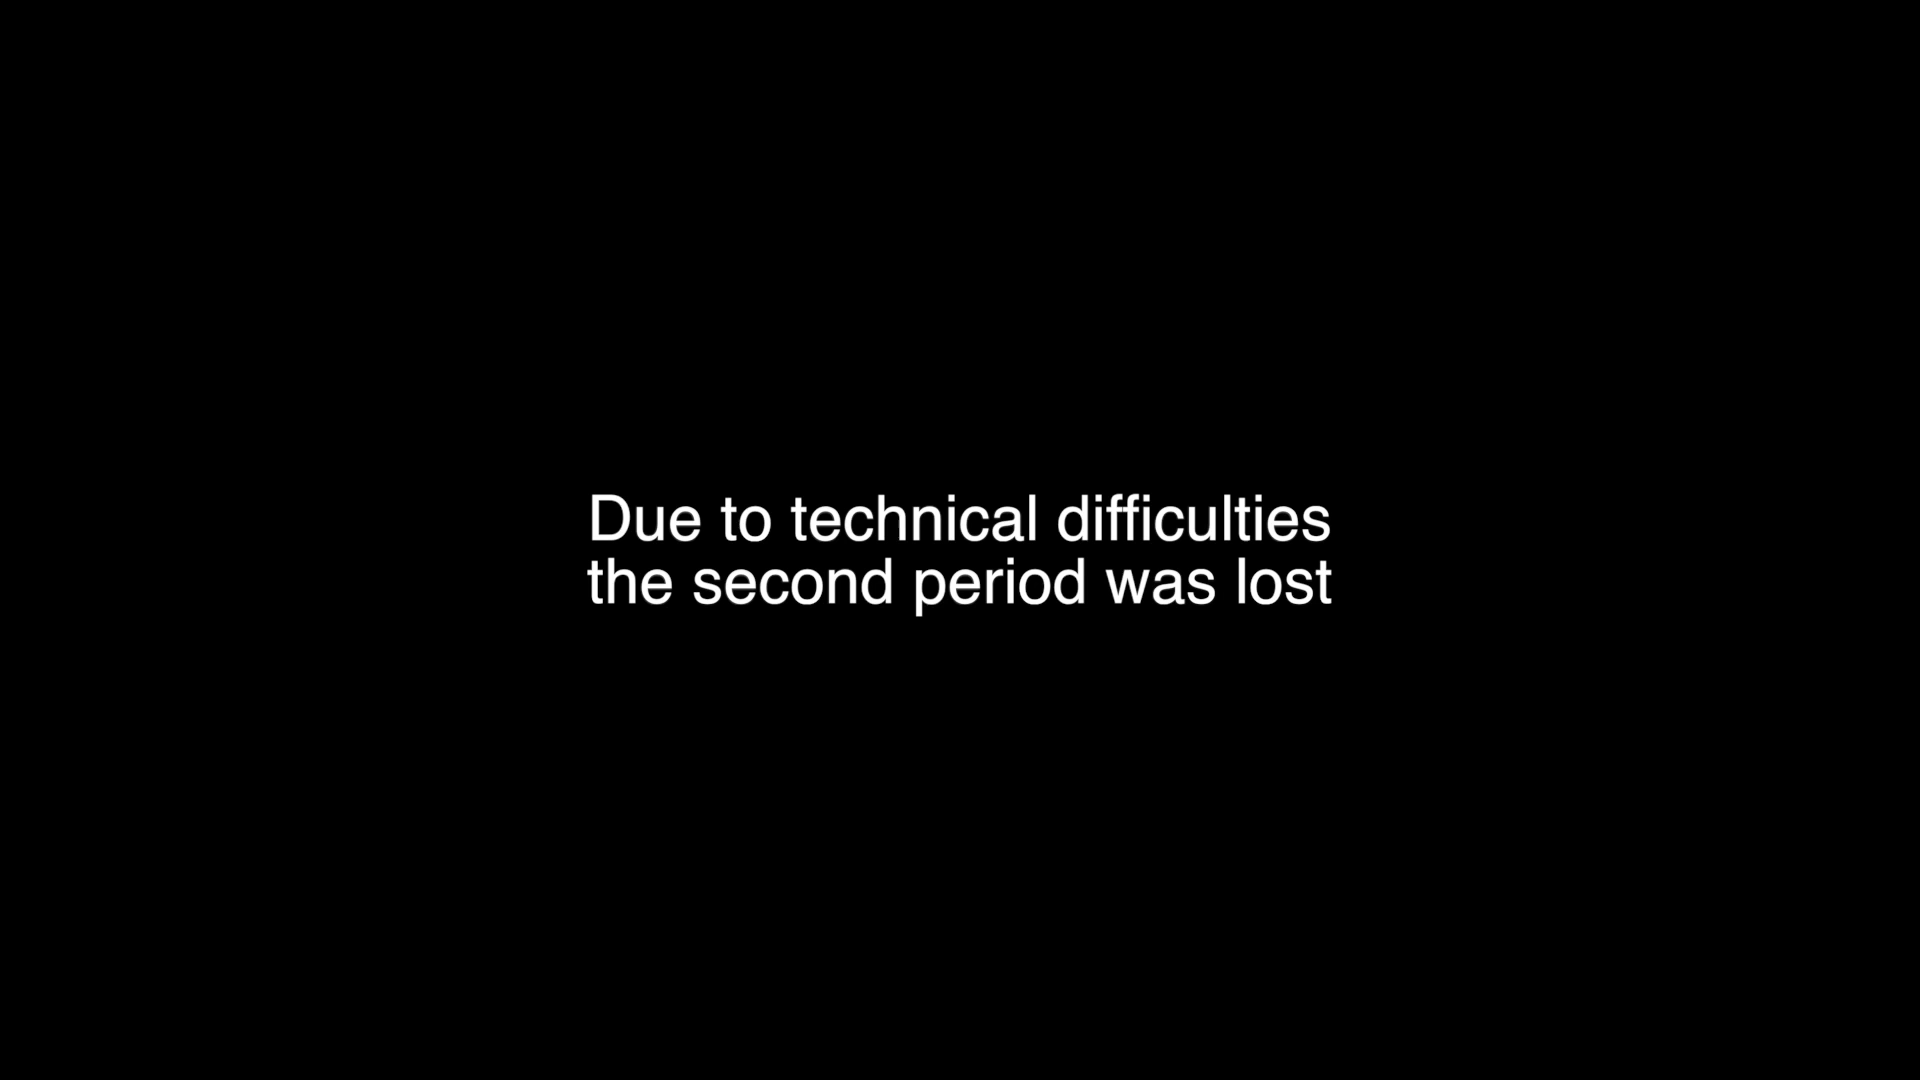 Due to technical difficulties
the second period was lost